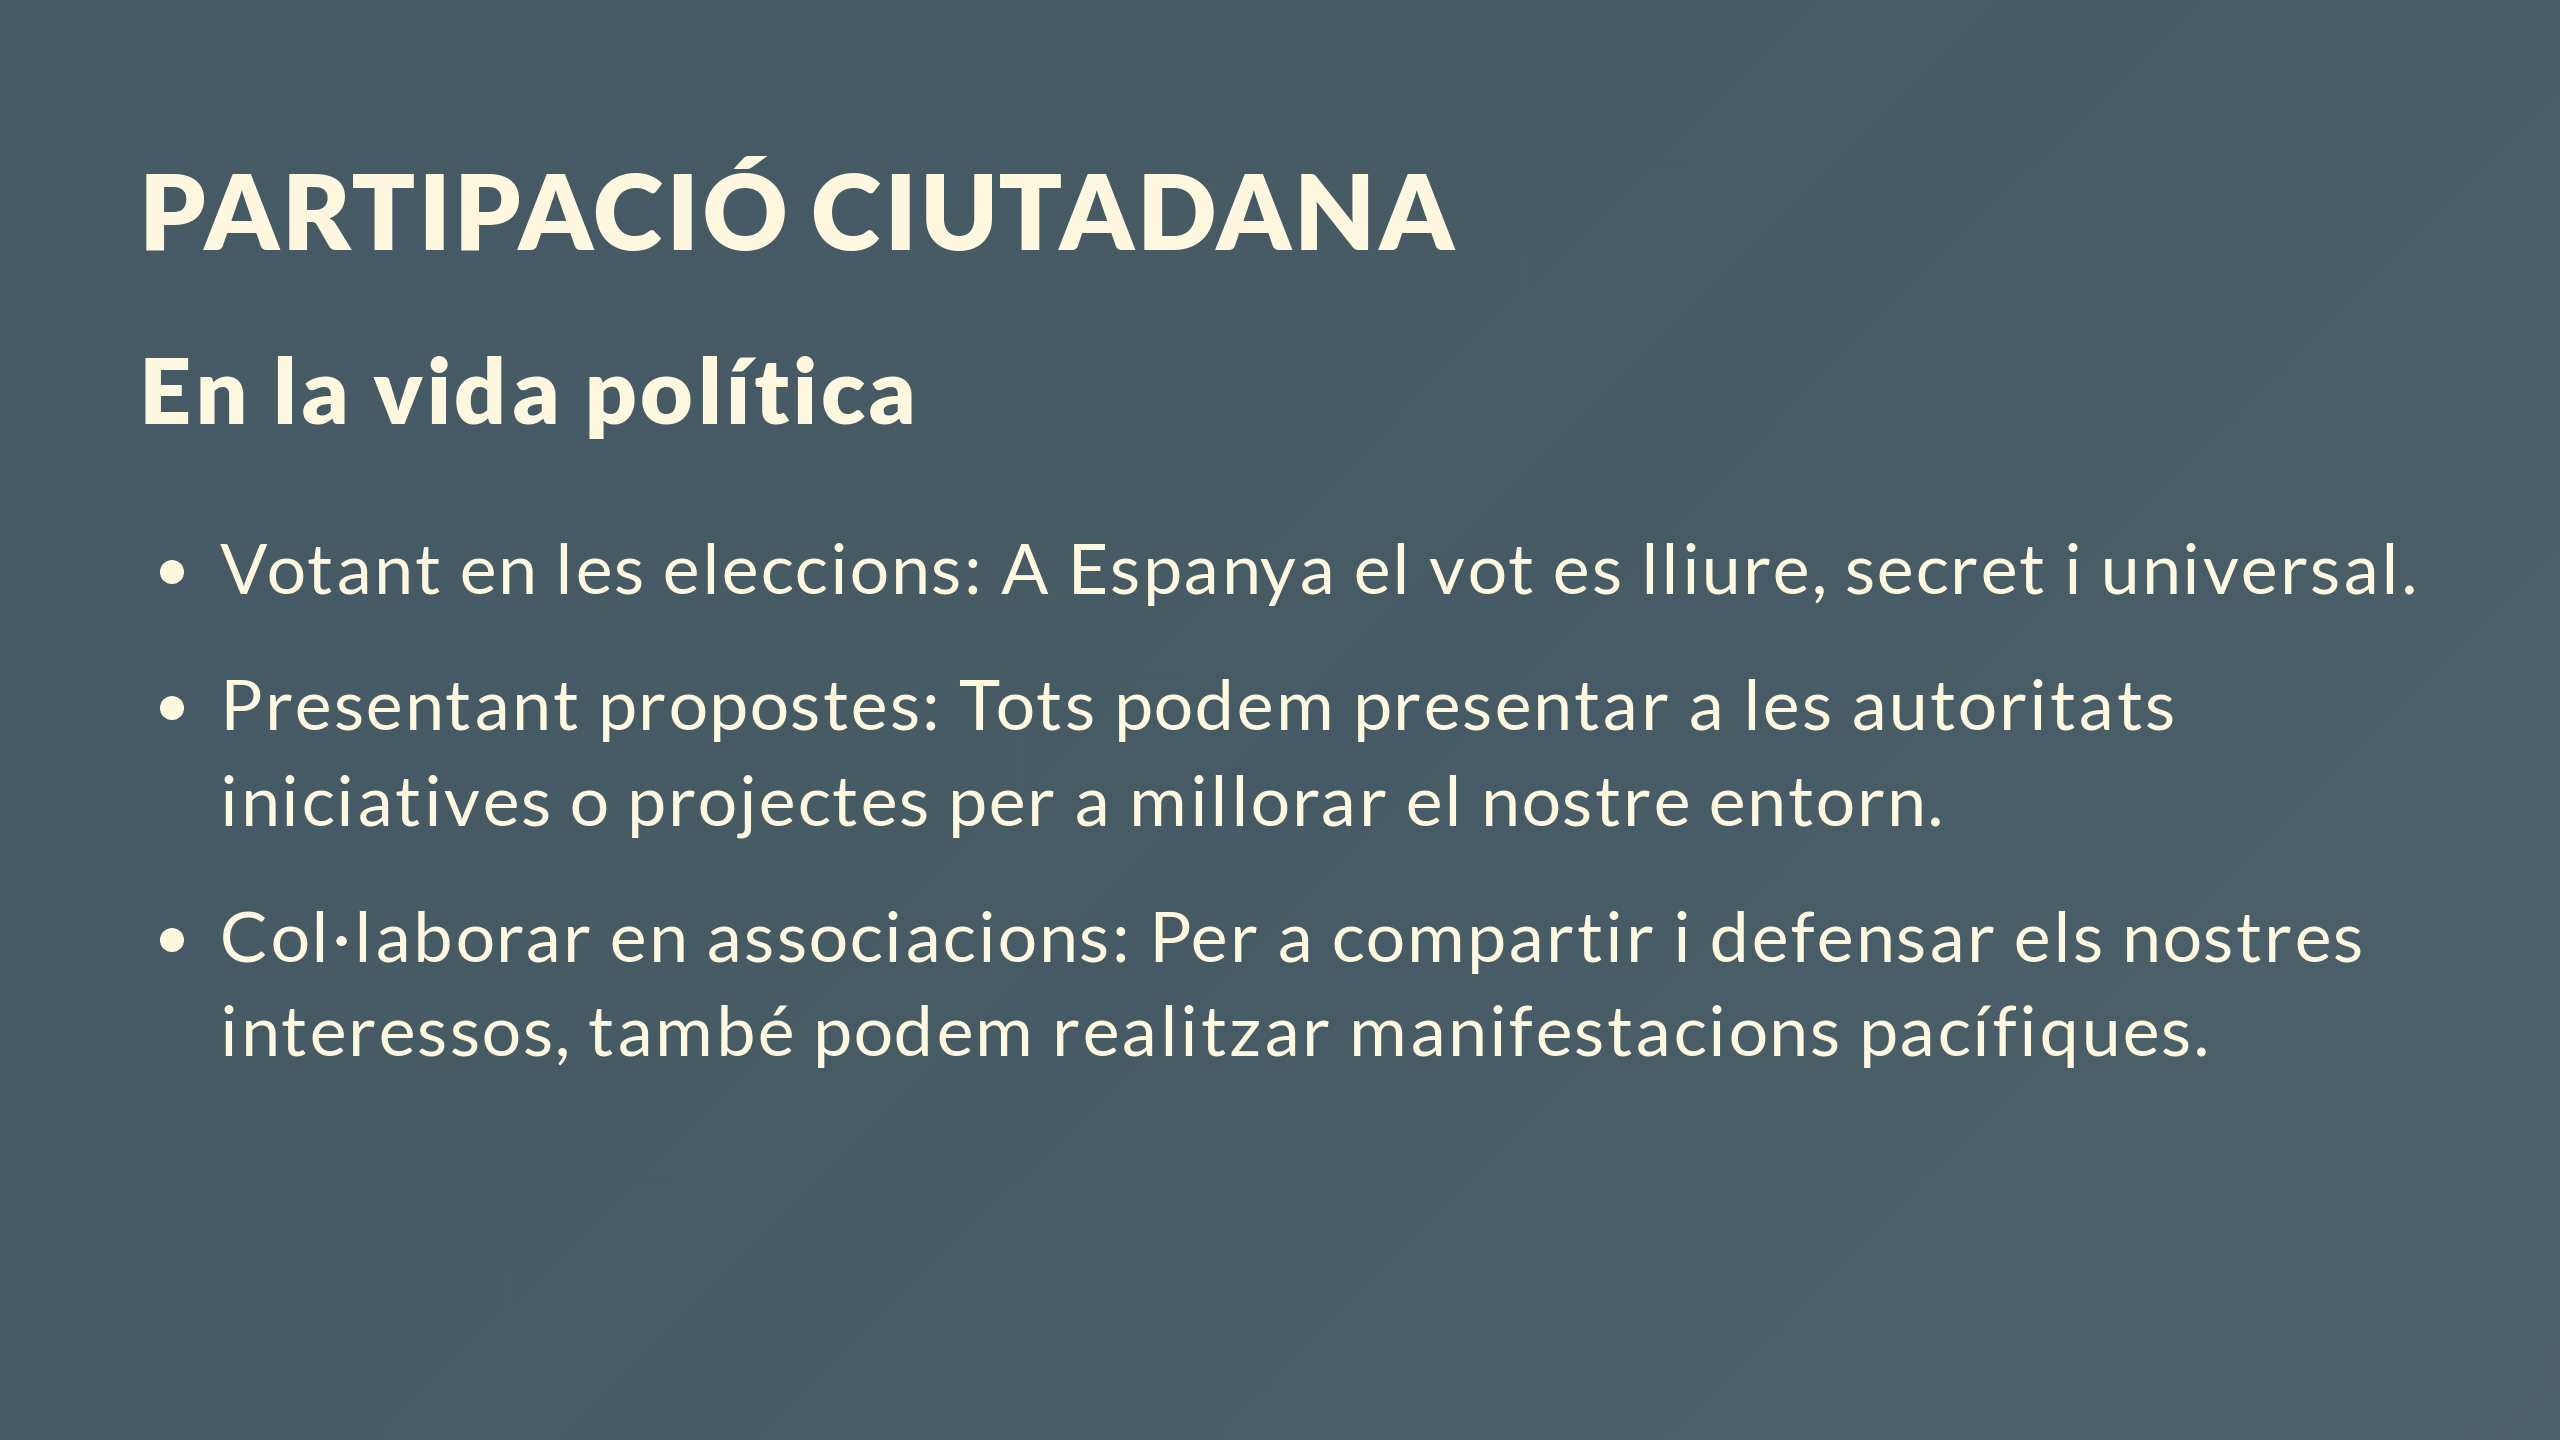 PARTIPACIÓ CIUTADANA
En la vida política
• Votant en les eleccions: A Espanya el vot es lliure, secret i universal.
• Presentant propostes: Tots podem presentar a les autoritats
iniciatives o projectes per a millorar el nostre entorn.
• Col·laborar en associacions: Per a compartir i defensar els nostres
interessos, també podem realitzar manifestacions pacífiques.